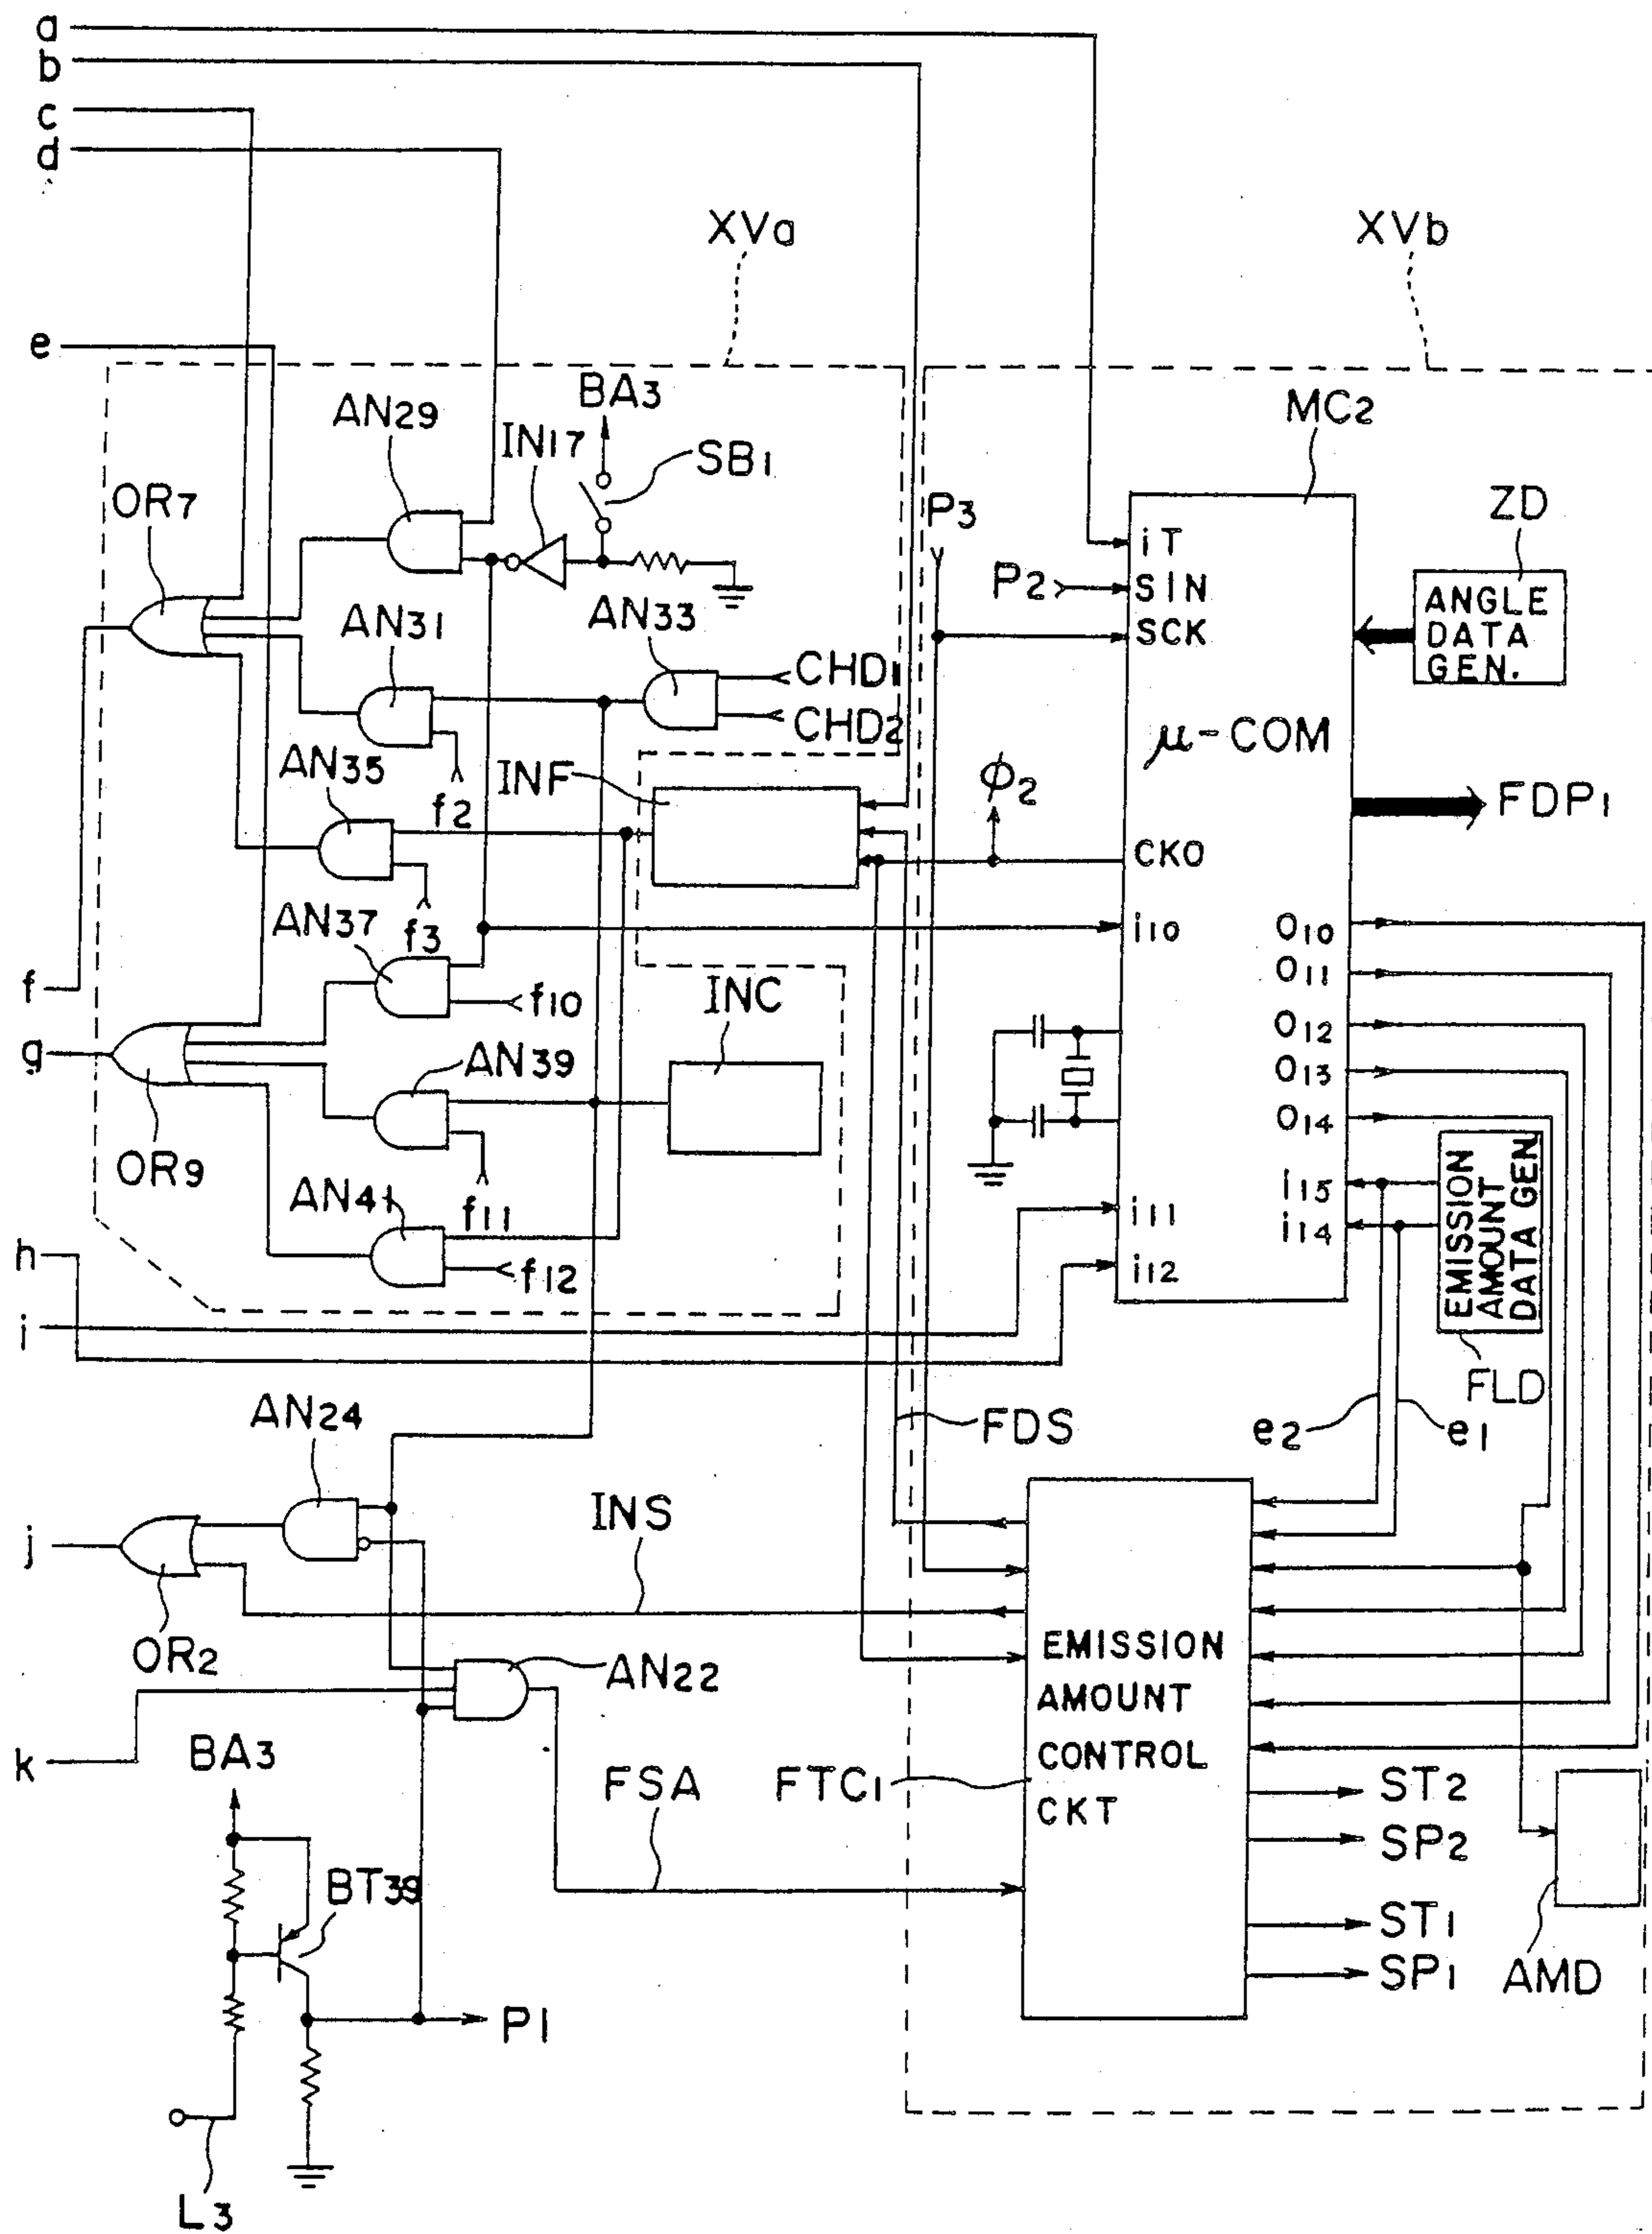 a
b
c
d
XVa
XVb
e
BA3
AN29
IN17
SB1
MC2
OR7
P3
ZD
iT
P2
SIN
ANGLE
DATA
GEN.
AN31
AN33
SCK
CHD1
CHD2
μ-COM
AN35
INF
f2
ϕ2
FDP1
CKO
AN37
f3
i10
O10
f
f10
INC
O11
g
O12
AN39
O13
O14
OR9
i15
EMISSION
AMOUNT
DATA GEN
AN41
f11
i11
i14
h
f12
i12
i
FLD
AN24
FDS
e2
e1
INS
j
OR2
AN22
EMISSION
AMOUNT
CONTROL
CKT
k
BA3
FSA
FTC1
ST2
SP2
BT39
ST1
SP1
AMD
P1
L3